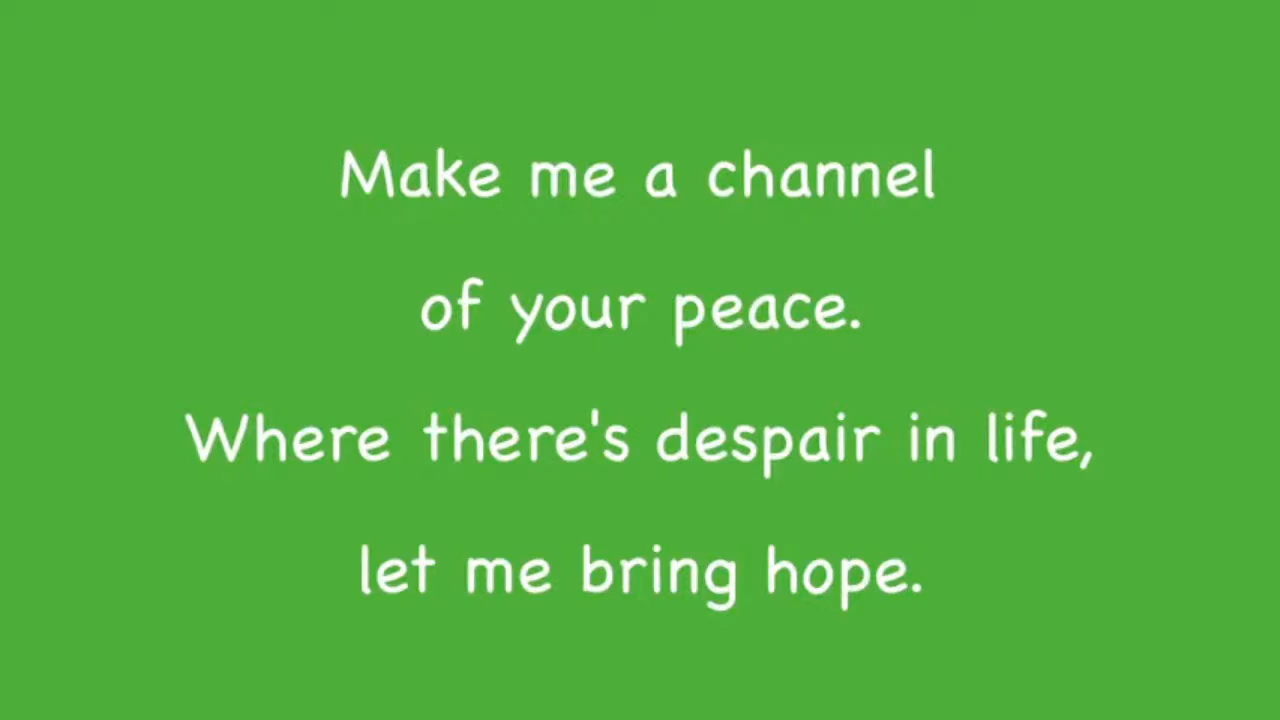 Make me a channel
of your peace.
Where there's despair in life,
let me bring hope.